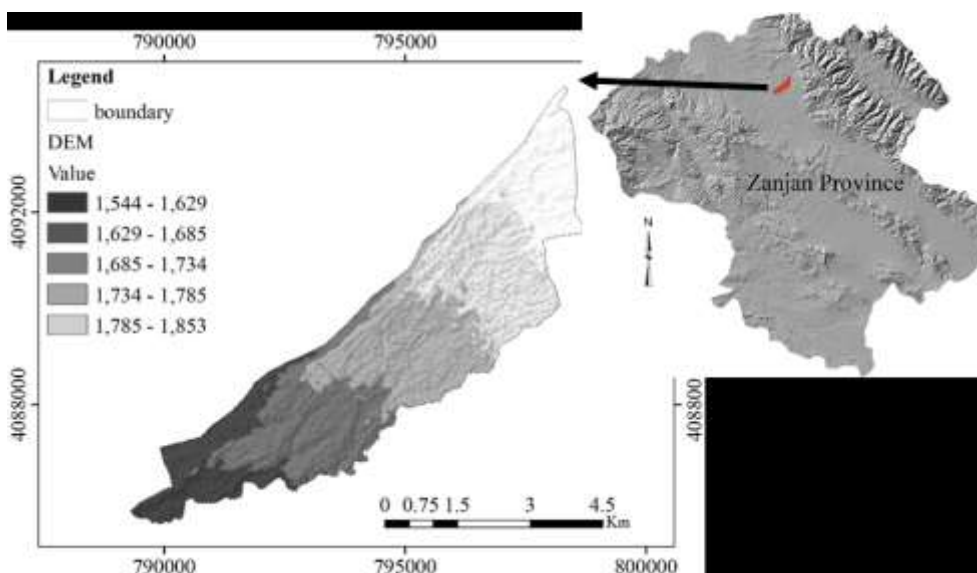 790000 795000
Legend
boundary
DEM
Value
1,544 - 1,629
1,629 - 1,685
1,685 - 1,734
1,734 - 1,785
1,785 - 1,853
4092000
4088000
Zanjan Province
N
408800
0 0.75 1.5 3 4.5
Km
790000 795000 800000